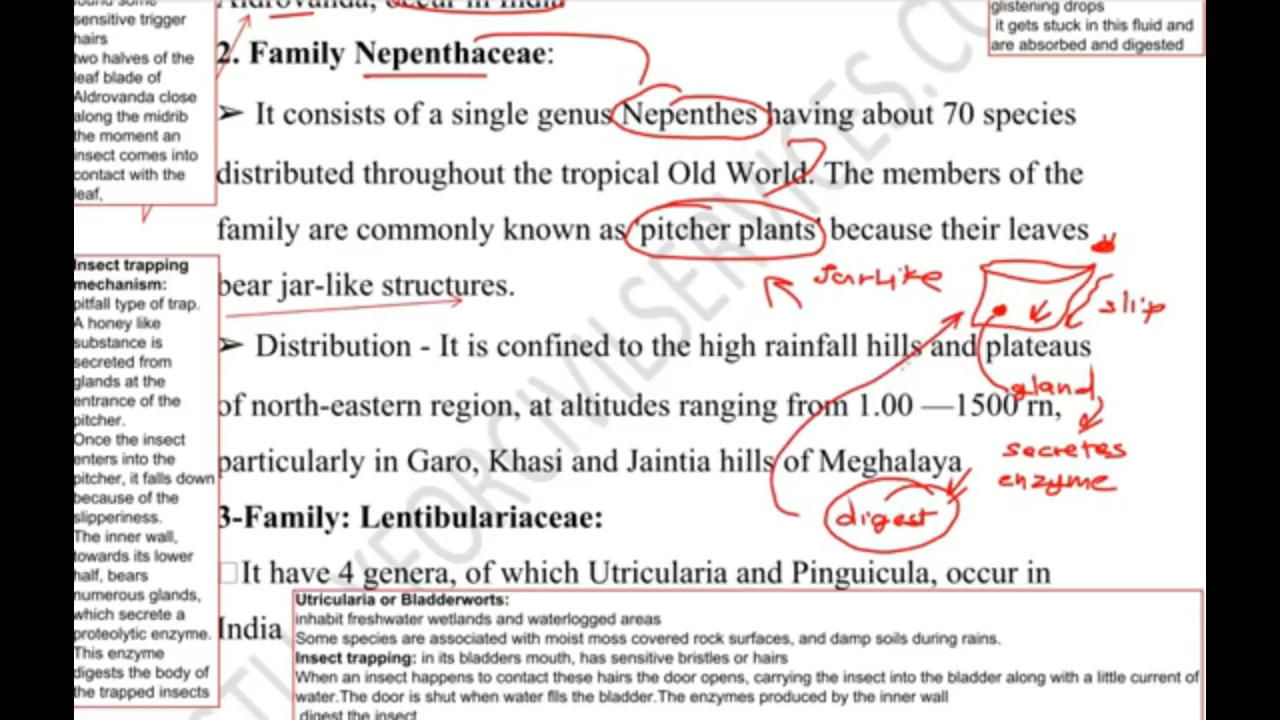 found some
sensitive trigger
hairs
two halves of the
leaf blade of
Aldrovanda close
along the midrib
the moment an
insect comes into
contact with the
leaf,
Aldrovanda, occur in India
glistening drops
it gets stuck in this fluid and
are absorbed and digested
2. Family Nepenthaceae:
➢ It consists of a single genus Nepenthes having about 70 species
distributed throughout the tropical Old World. The members of the
family are commonly known as 'pitcher plants' because their leaves
bear jar-like structures.
Jarlike
slip
gland
secretes
enzyme
digest
➢ Distribution - It is confined to the high rainfall hills and plateaus
of north-eastern region, at altitudes ranging from 1.00 —1500 rn,
particularly in Garo, Khasi and Jaintia hills of Meghalaya
Insect trapping
mechanism:
pitfall type of trap.
A honey like
substance is
secreted from
glands at the
entrance of the
pitcher.
Once the insect
enters into the
pitcher, it falls down
because of the
slipperiness.
The inner wall,
towards its lower
half, bears
numerous glands,
which secrete a
proteolytic enzyme.
This enzyme
digests the body of
the trapped insects
3-Family: Lentibulariaceae:
It have 4 genera, of which Utricularia and Pinguicula, occur in
India
Utricularia or Bladderworts:
inhabit freshwater wetlands and waterlogged areas
Some species are associated with moist moss covered rock surfaces, and damp soils during rains.
Insect trapping: in its bladders mouth, has sensitive bristles or hairs
When an insect happens to contact these hairs the door opens, carrying the insect into the bladder along with a little current of
water.The door is shut when water flls the bladder.The enzymes produced by the inner wall
digest the insect
YFORCIVILSERVICES.CO